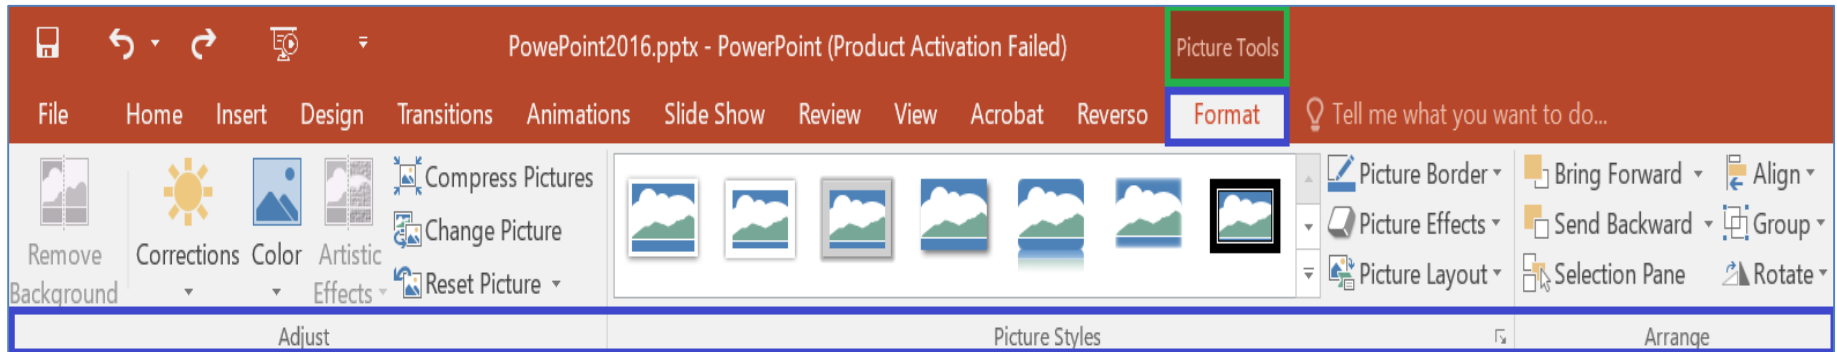 PowePoint2016.pptx - PowerPoint (Product Activation Failed) Picture Tools
File Home Insert Design Transitions Animations Slide Show Review View Acrobat Reverso Format Tell me what you want to do...
Compress Pictures Picture Border Bring Forward Align
Change Picture Picture Effects Send Backward Group
Remove Background Corrections Color Artistic Effects Reset Picture Picture Layout Selection Pane Rotate
Adjust Picture Styles Arrange